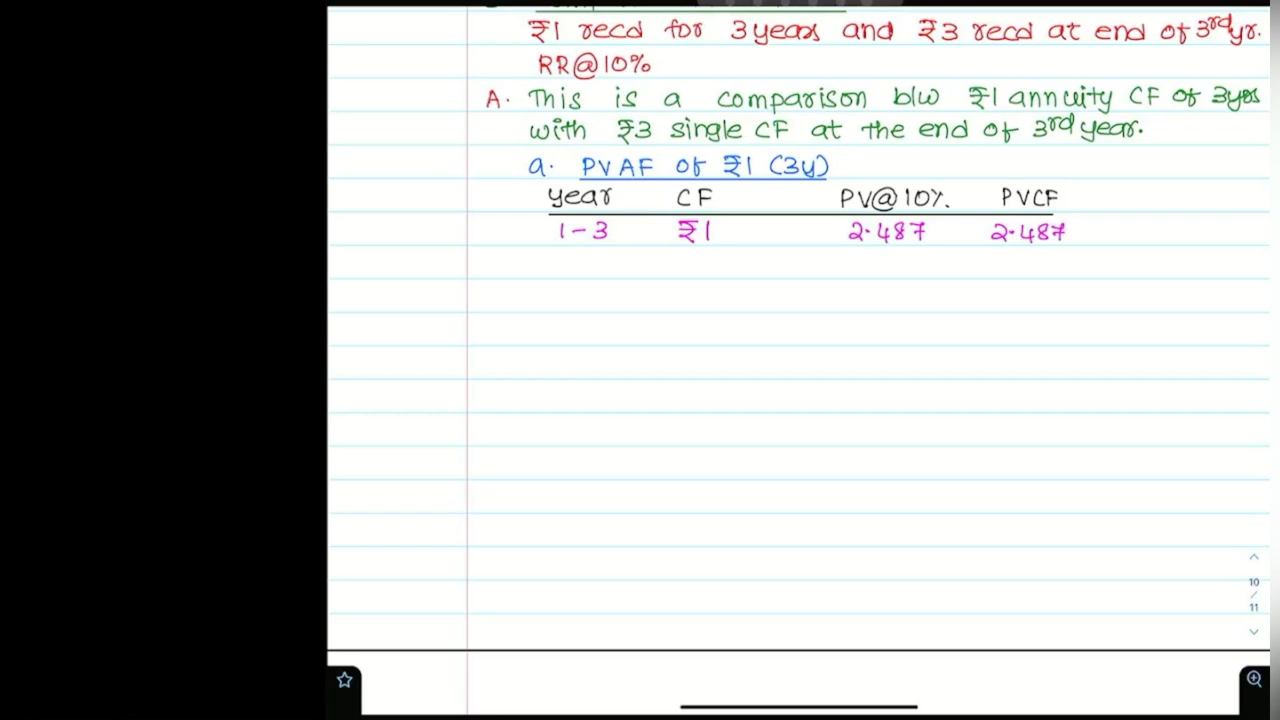 ₹1 recd for 3 years and ₹3 recd at end of 3rd yr.
RR@10%
A. This is a comparison b/w ₹1 annuity CF of 3yrs
with ₹3 single CF at the end of 3rd year.
a. PVAF of ₹1 (3y)
Year CF PV@10%. PVCF
1-3 ₹1 2.487 2.487
10
/
11